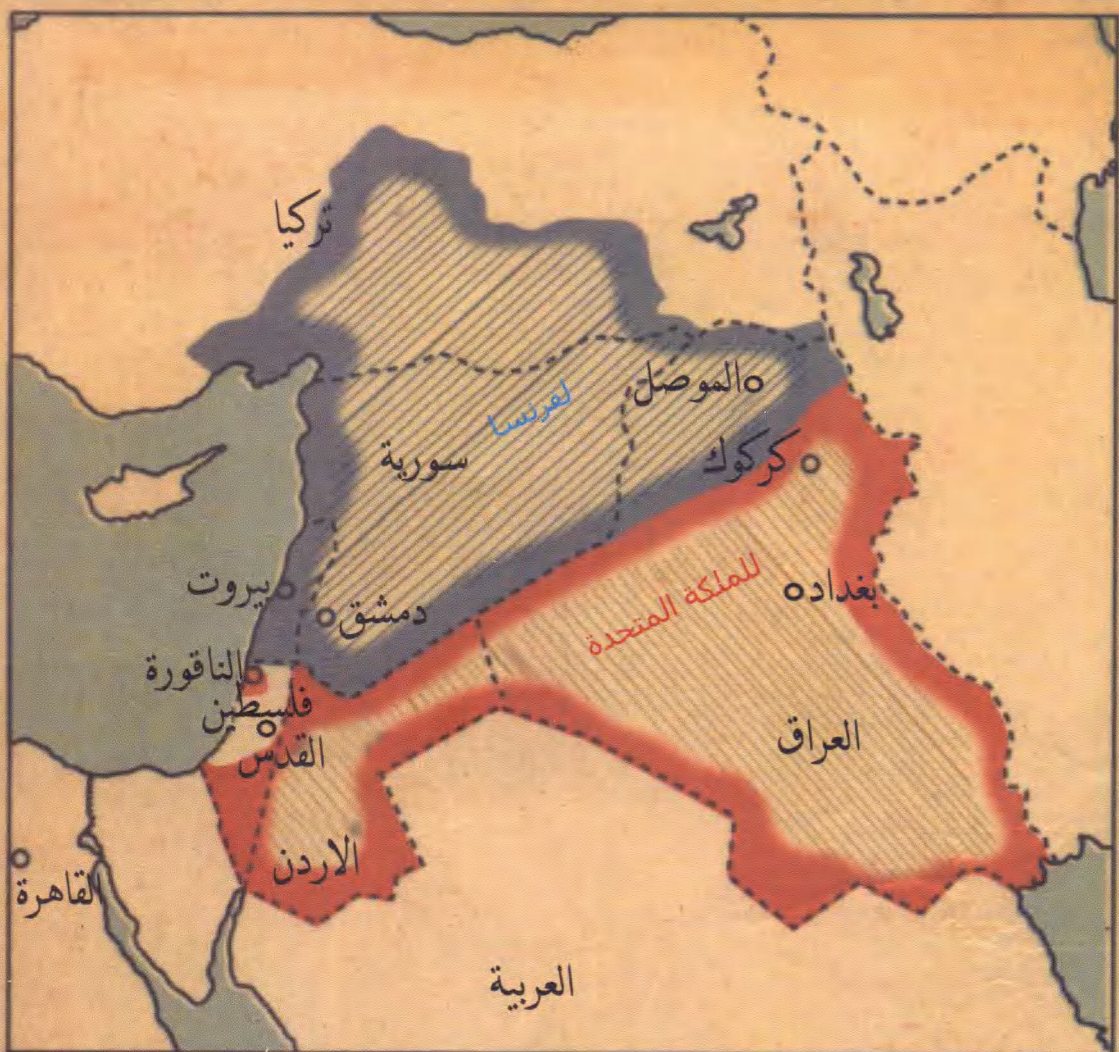 تركيا
الموصل
لفرنسا
سورية
كركوك
بيروت
دمشق
للملكة المتحدة
بغداد
الناقورة
فلسطين
القدس
العراق
الاردن
القاهرة
العربية